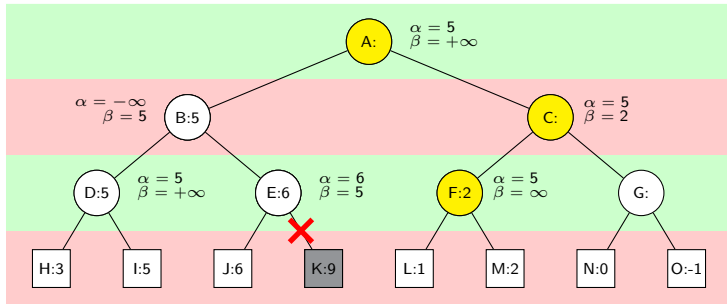 A:
α = 5
β = +∞
α = −∞
β = 5
B:5
C:
α = 5
β = 2
D:5
α = 5
β = +∞
E:6
α = 6
β = 5
F:2
α = 5
β = ∞
G:
H:3
I:5
J:6
K:9
L:1
M:2
N:0
O:-1